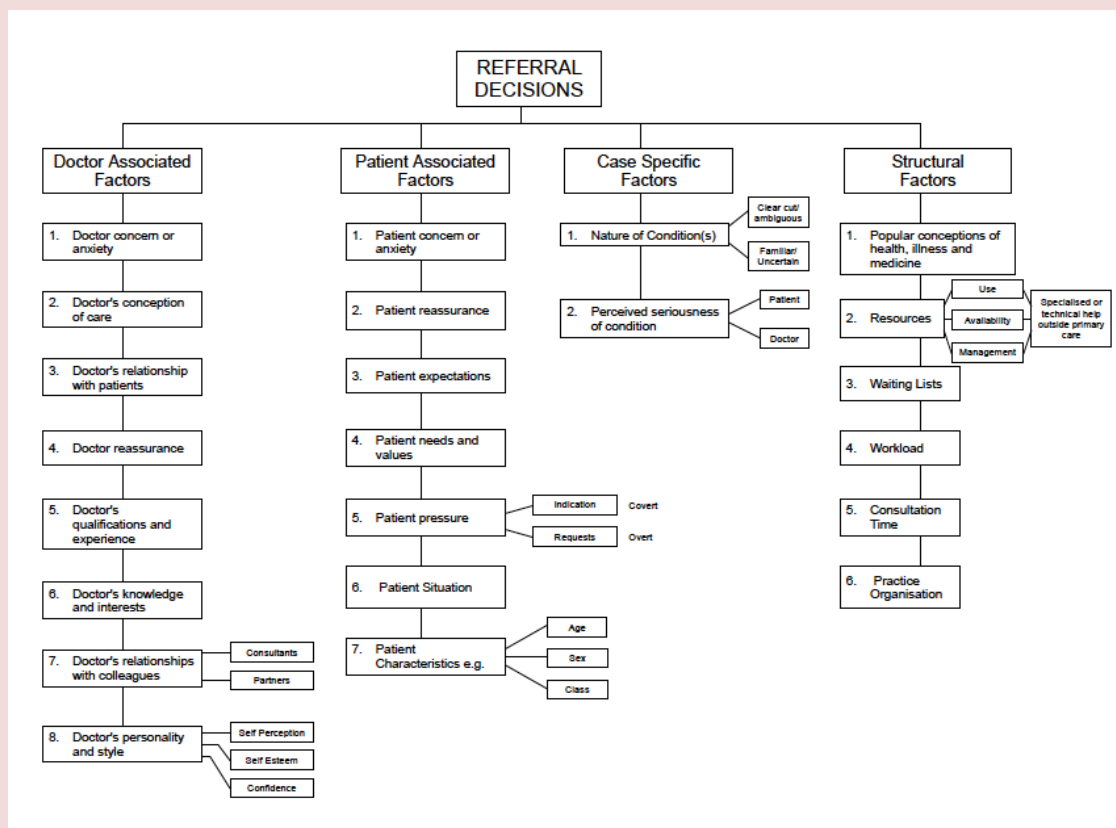 REFERRAL
DECISIONS
Doctor Associated
Factors
1. Doctor concern or
anxiety
2. Doctor's conception
of care
3. Doctor's relationship
with patients
4. Doctor reassurance
5. Doctor's
qualifications and
experience
6. Doctor's knowledge
and interests
7. Doctor's relationships
with colleagues
Consultants
Partners
8. Doctor's personality
and style
Self Perception
Self Esteem
Confidence
Patient Associated
Factors
1. Patient concern or
anxiety
2. Patient reassurance
3. Patient expectations
4. Patient needs and
values
5. Patient pressure
Indication Covert
Requests Overt
6. Patient Situation
7. Patient
Characteristics e.g.
Age
Sex
Class
Case Specific
Factors
1. Nature of Condition(s)
Clear cut/
ambiguous
Familiar/
Uncertain
2. Perceived seriousness
of condition
Patient
Doctor
Structural
Factors
1. Popular conceptions of
health, illness and
medicine
2. Resources
Use
Availability
Management
Specialised or
technical help
outside primary
care
3. Waiting Lists
4. Workload
5. Consultation
Time
6. Practice
Organisation